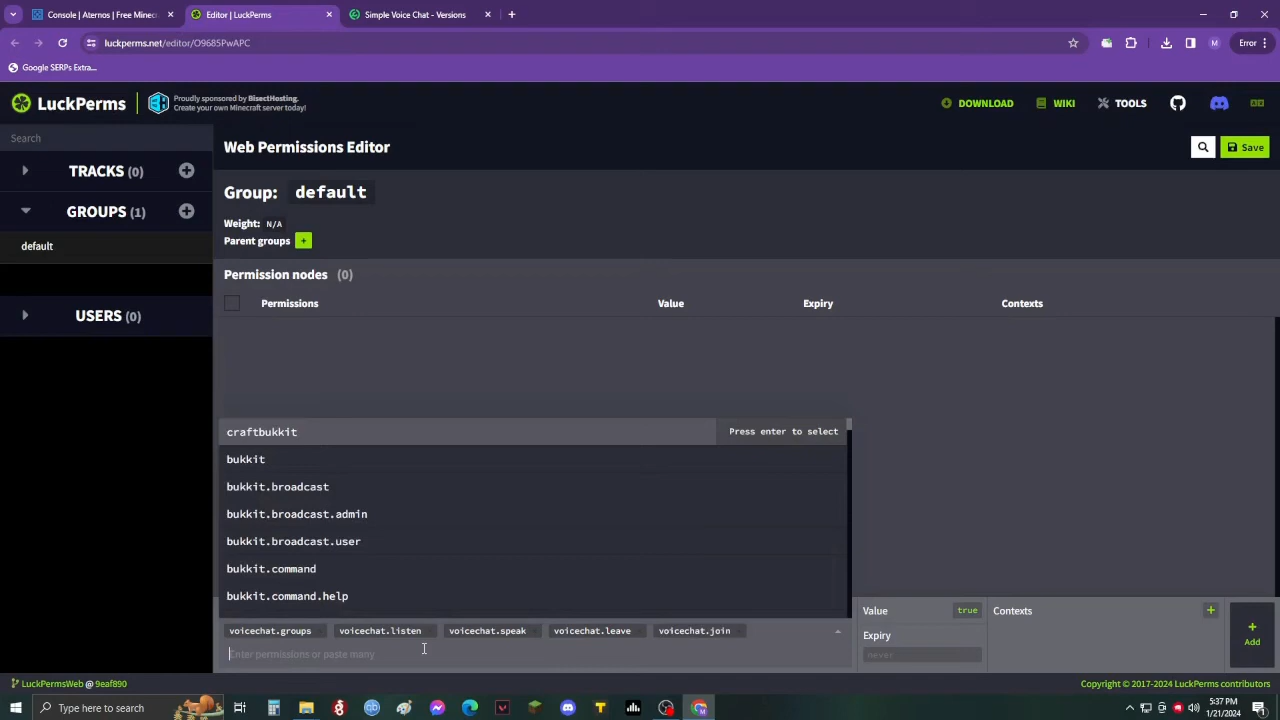 Console | Aternos | Free Minec
Editor | LuckPerms
Simple Voice Chat - Versions
luckperms.net/editor/O9685PwAPC
M
Error
Google SERPs Extra...
LuckPerms
Proudly sponsored by BisectHosting.
Create your own Minecraft server today!
DOWNLOAD
WIKI
TOOLS
Search
Web Permissions Editor
Save
TRACKS (0)
Group: default
GROUPS (1)
Weight: N/A
Parent groups +
default
Permission nodes (0)
Permissions Value Expiry Contexts
USERS (0)
craftbukkit Press enter to select
bukkit
bukkit.broadcast
bukkit.broadcast.admin
bukkit.broadcast.user
bukkit.command
bukkit.command.help
voicechat.groups voicechat.listen voicechat.speak voicechat.leave voicechat.join
Enter permissions or paste many
Value true
Contexts +
Expiry
never
Add
LuckPermsWeb @ 9eaf890
Copyright © 2017-2024 LuckPerms contributors
Type here to search
5:37 PM
1/21/2024